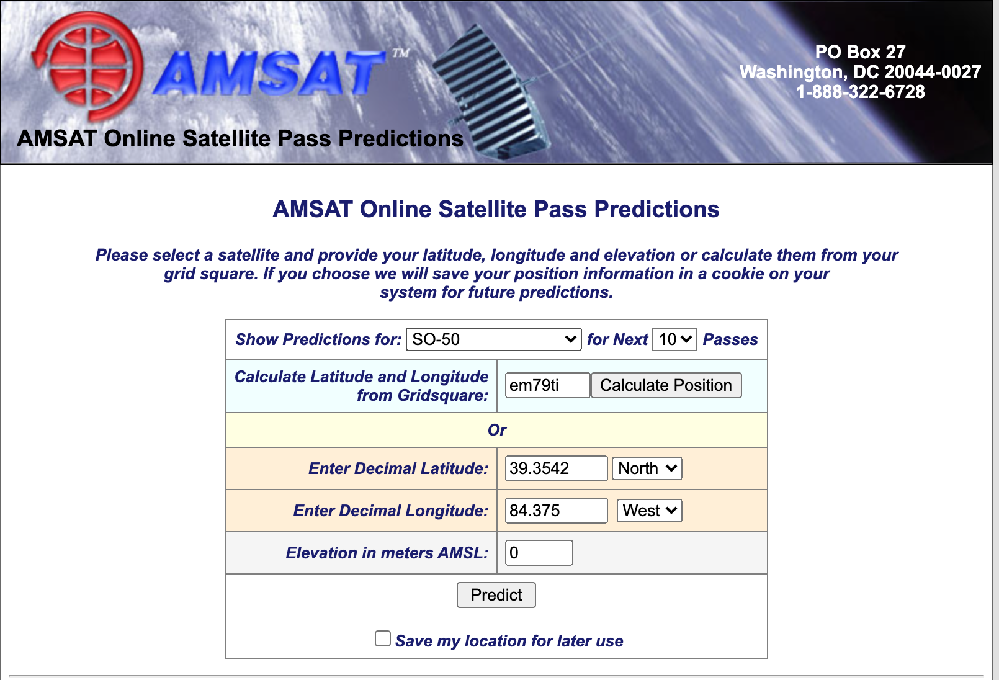 AMSAT TM
PO Box 27
Washington, DC 20044-0027
1-888-322-6728
AMSAT Online Satellite Pass Predictions
AMSAT Online Satellite Pass Predictions
Please select a satellite and provide your latitude, longitude and elevation or calculate them from your
grid square. If you choose we will save your position information in a cookie on your
system for future predictions.
Show Predictions for: SO-50 for Next 10 Passes
Calculate Latitude and Longitude
from Gridsquare: em79ti Calculate Position
Or
Enter Decimal Latitude: 39.3542 North
Enter Decimal Longitude: 84.375 West
Elevation in meters AMSL: 0
Predict
Save my location for later use